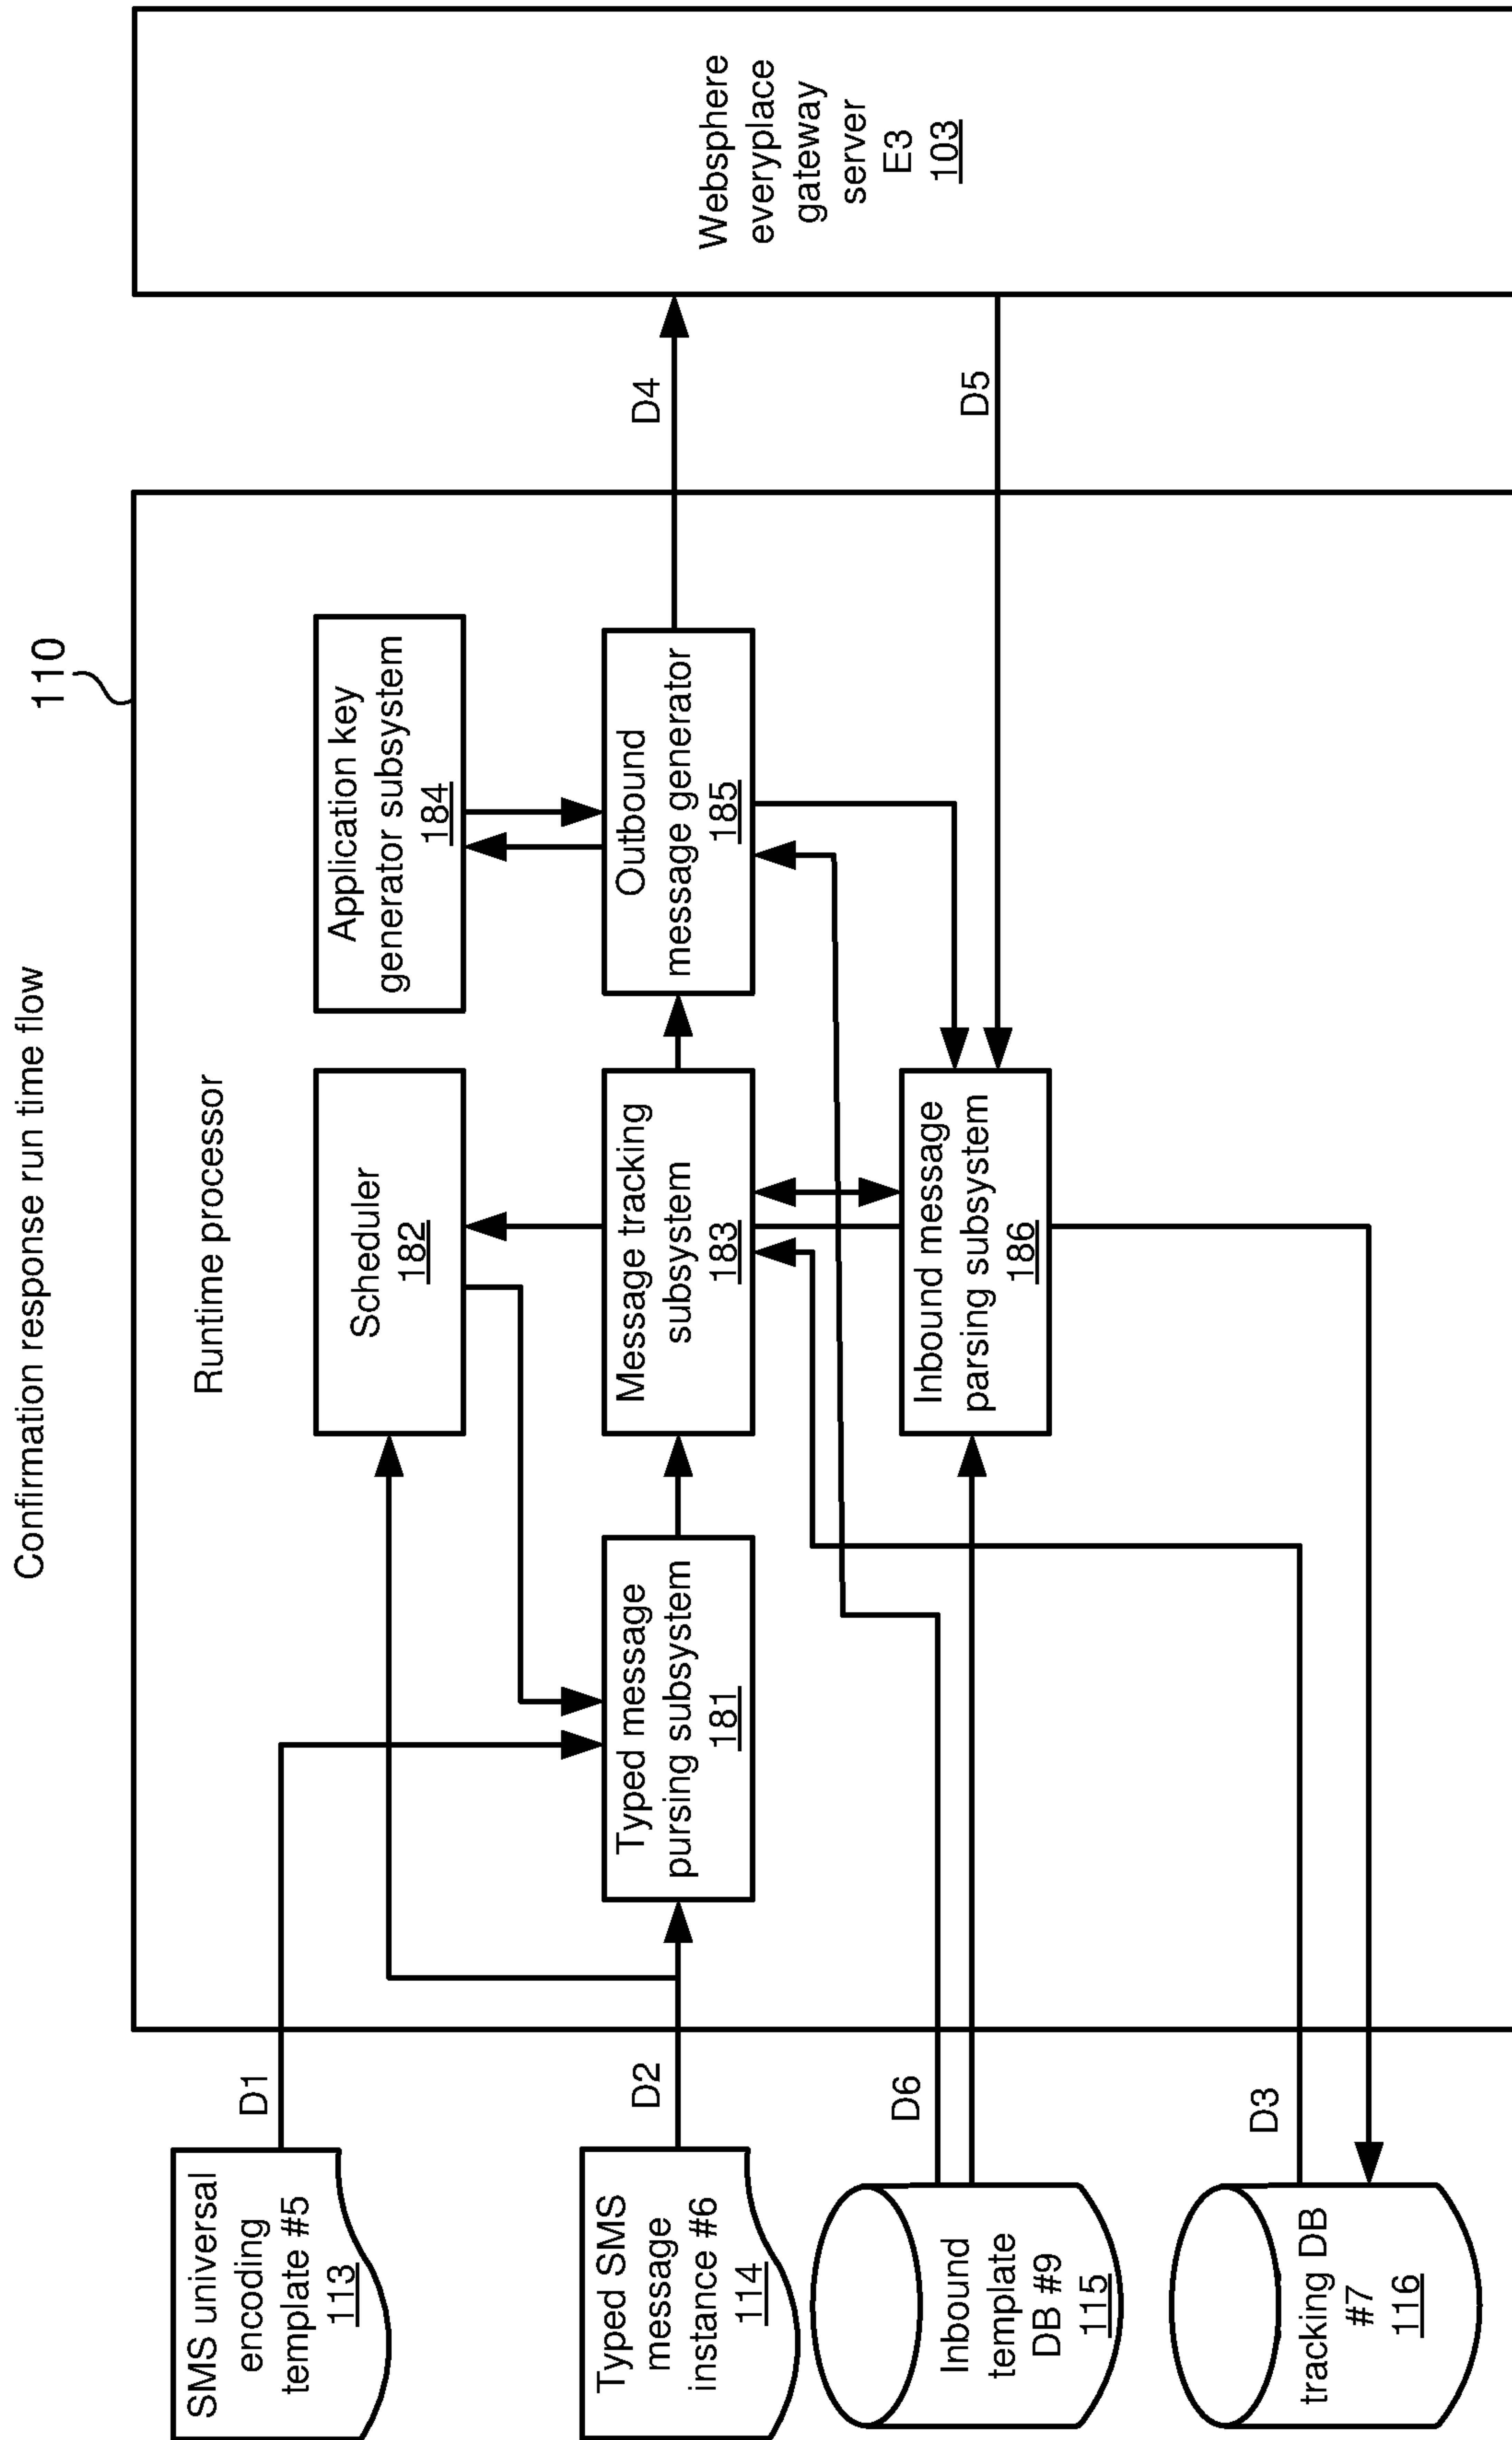 Confirmation response run time flow
110
Runtime processor
SMS universal
encoding
template #5
113
D1
Typed SMS
message
instance #6
114
D2
Inbound
template
DB #9
115
D6
tracking DB
#7
116
D3
Typed message
pursing subsystem
181
Scheduler
182
Message tracking
subsystem
183
Application key
generator subsystem
184
Outbound
message generator
185
Inbound message
parsing subsystem
186
D4
D5
Websphere
everyplace
gateway
server
E3
103